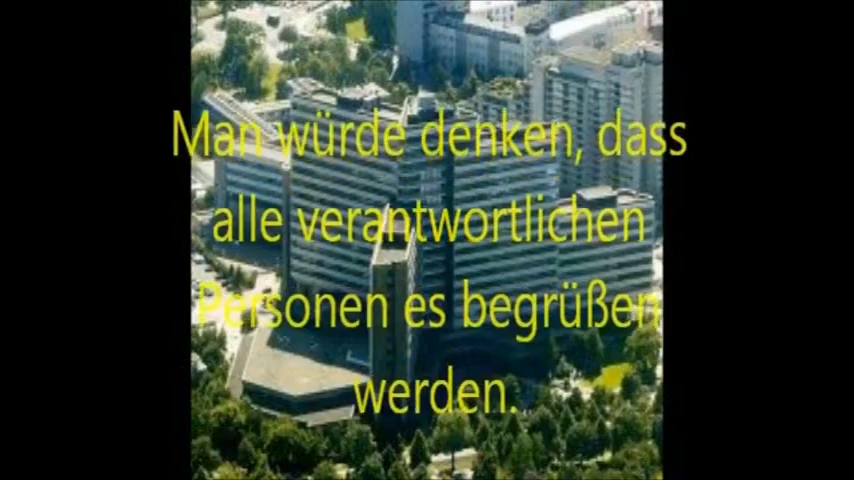 Man würde denken, dass
alle verantwortlichen
Personen es begrüßen
werden.